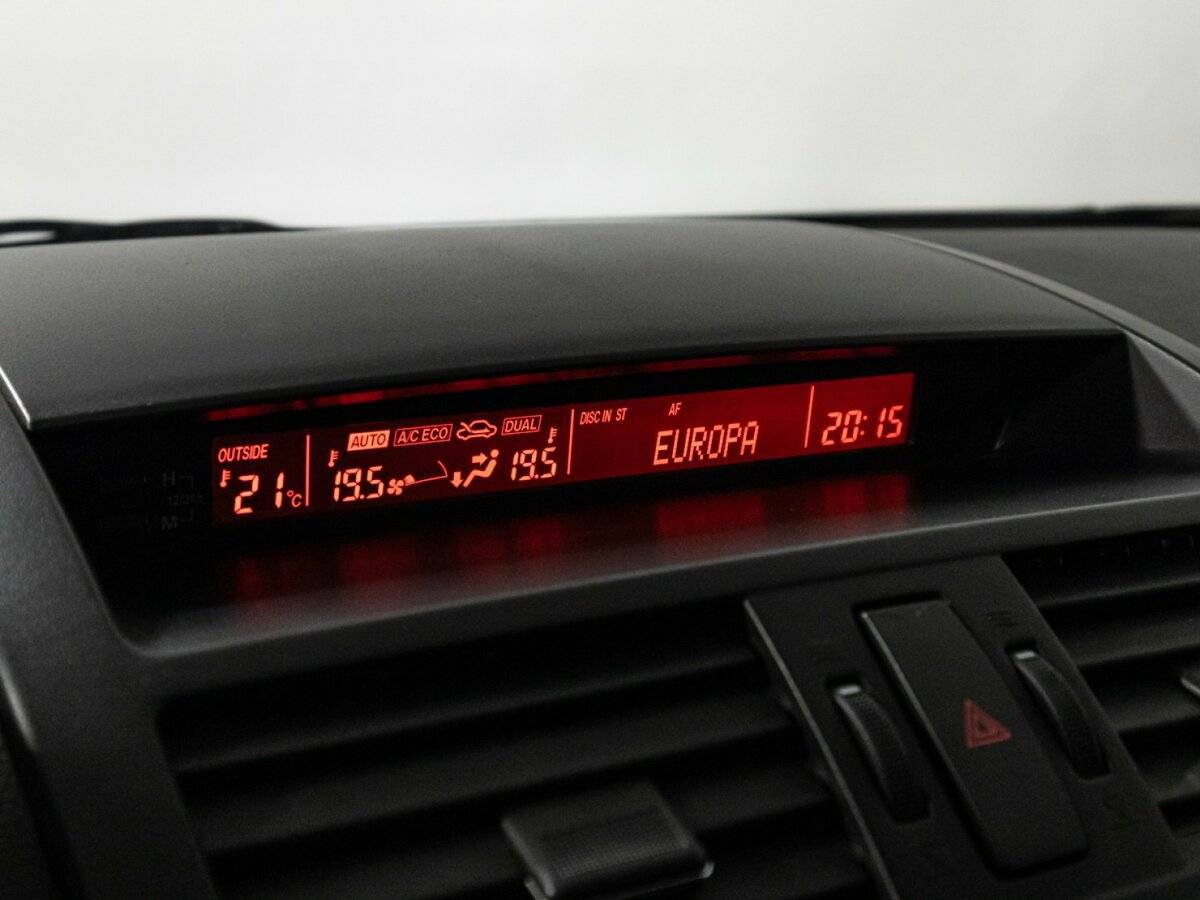 OUTSIDE
21°C
AUTO A/C ECO DUAL
19.5 19.5
DISC IN ST AF
EUROPA
20:15
H
M